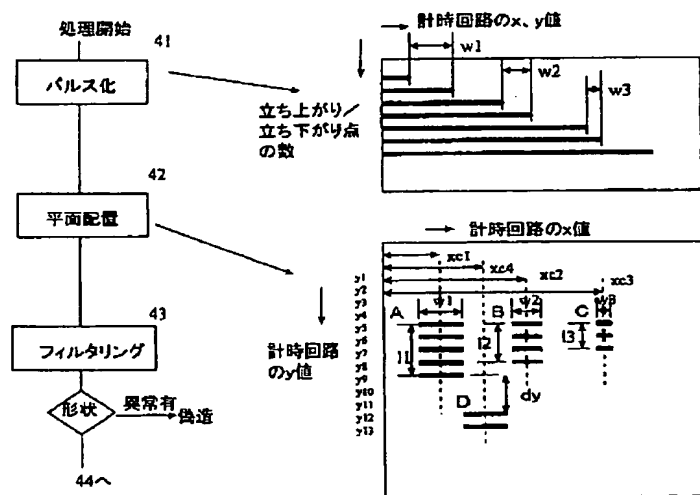 処理開始
41
パルス化
42
平面配置
43
フィルタリング
形状
異常有
偽造
44へ
計時回路のx、y値
w1
w2
w3
立ち上がり／
立ち下がり点
の数
計時回路のx値
xc1
xc4
xc2
xc3
y1
y2
y3
y4
y5
y6
y7
y8
y9
y10
y11
y12
y13
A
w1
B
w2
C
w3
l1
l2
l3
D
dy
計時回路
のy値